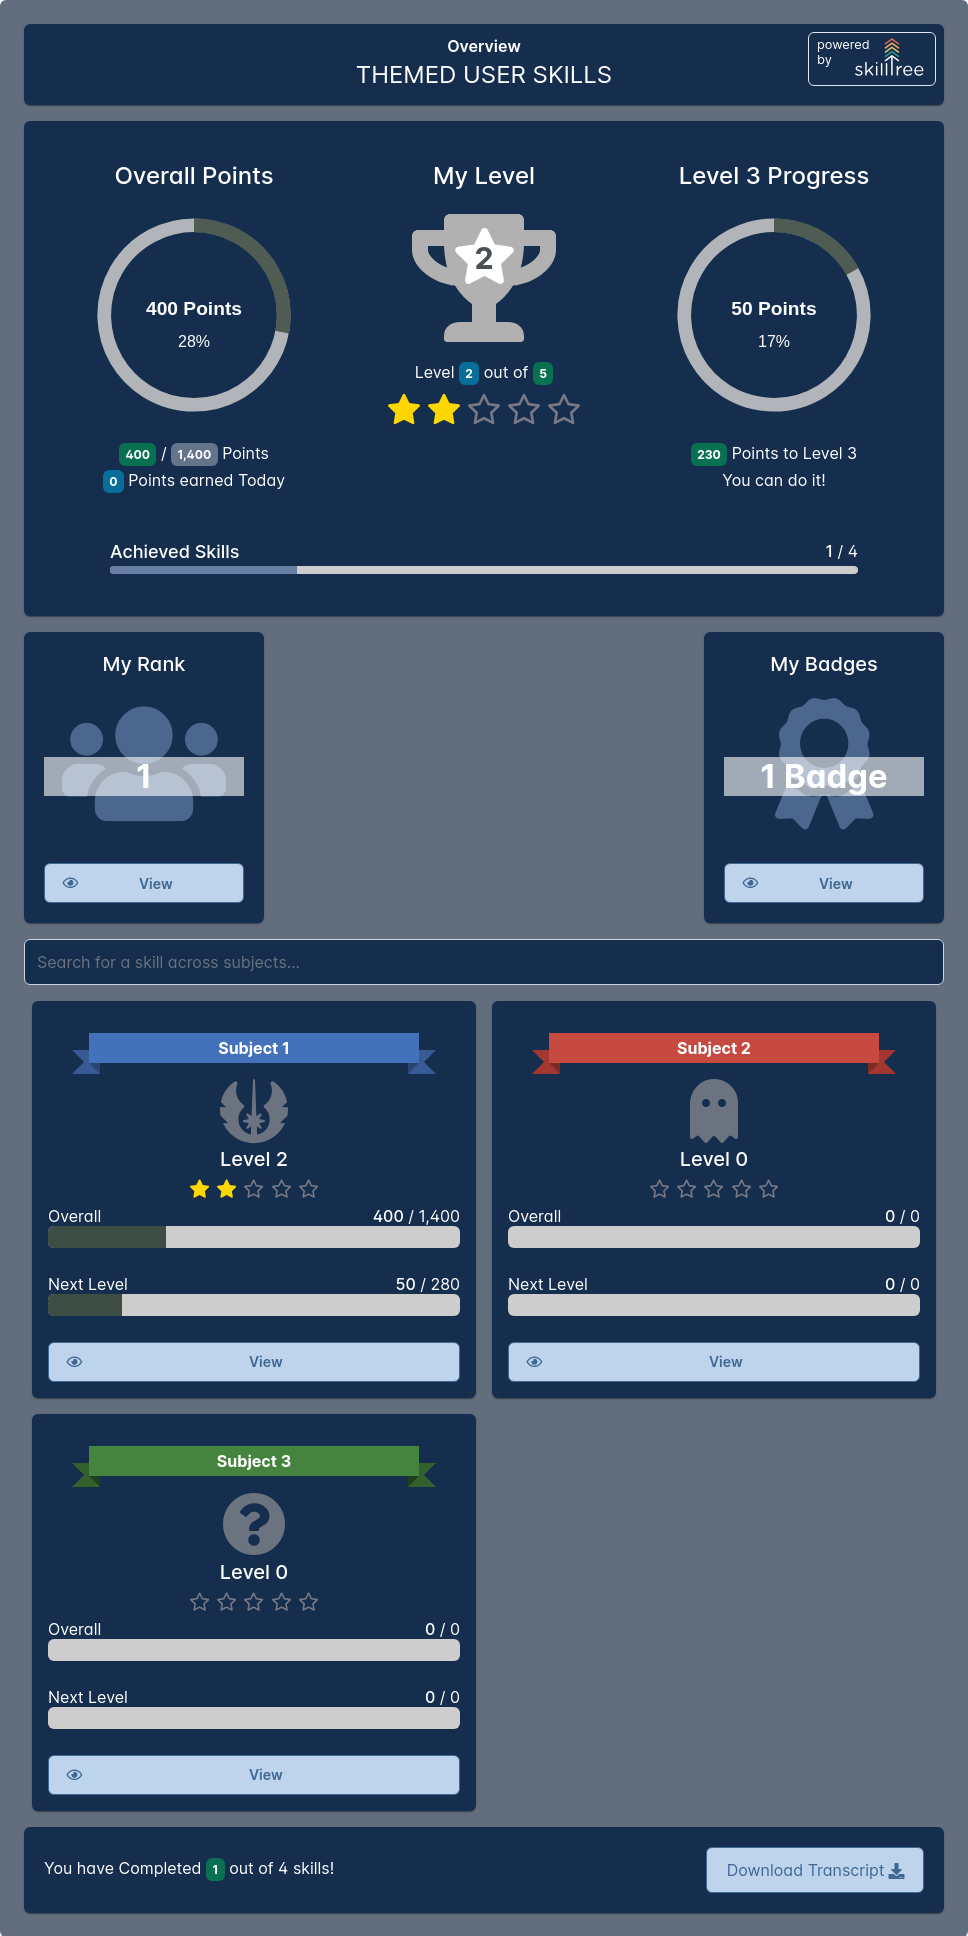 Overview
THEMED USER SKILLS
powered
by
skilltree
Overall Points
400 Points
28%
400 / 1,400 Points
0 Points earned Today
My Level
2
Level 2 out of 5
Level 3 Progress
50 Points
17%
230 Points to Level 3
You can do it!
Achieved Skills 1 / 4
My Rank
1
View
My Badges
1 Badge
View
Search for a skill across subjects...
Subject 1
Level 2
Overall 400 / 1,400
Next Level 50 / 280
View
Subject 2
Level 0
Overall 0 / 0
Next Level 0 / 0
View
Subject 3
Level 0
Overall 0 / 0
Next Level 0 / 0
View
You have Completed 1 out of 4 skills!
Download Transcript